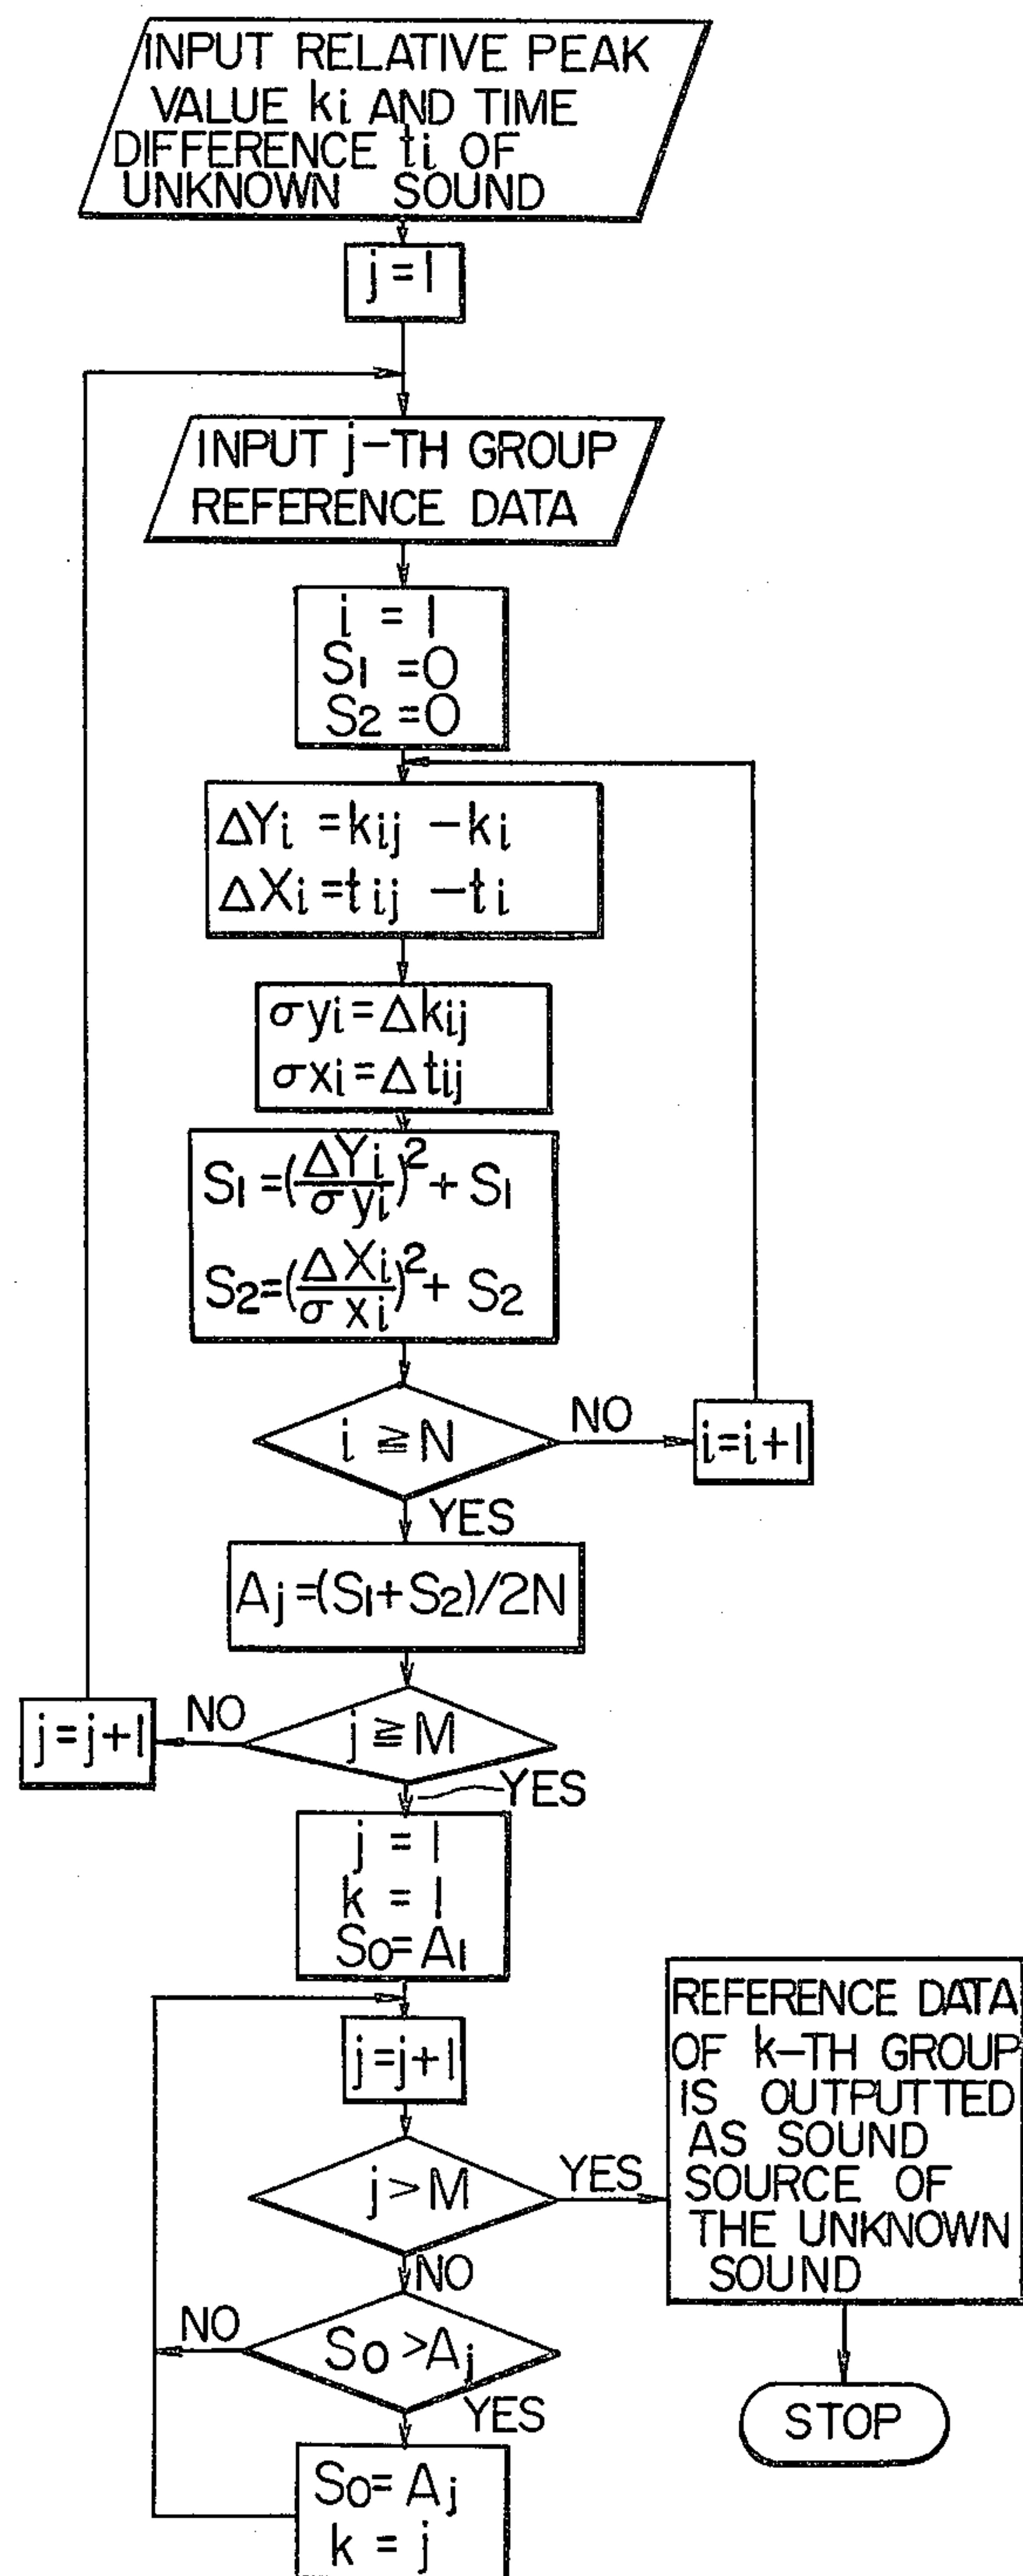 INPUT RELATIVE PEAK
VALUE ki AND TIME
DIFFERENCE ti OF
UNKNOWN SOUND
j=1
INPUT j-TH GROUP
REFERENCE DATA
i = 1
S1 =0
S2 =0
ΔYi =kij -ki
ΔXi =tij -ti
σyi=Δkij
σxi=Δtij
S1=(ΔYi/σyi)²+ S1
S2=(ΔXi/σxi)²+ S2
i ≧ N
NO
i=i+1
YES
Aj=(S1+S2)/2N
j ≧ M
NO
j=j+1
YES
j = 1
k = 1
S0= A1
j=j+1
j > M
YES
REFERENCE DATA
OF k-TH GROUP
IS OUTPUTTED
AS SOUND
SOURCE OF
THE UNKNOWN
SOUND
NO
S0 >Aj
NO
YES
STOP
S0= Aj
k = j